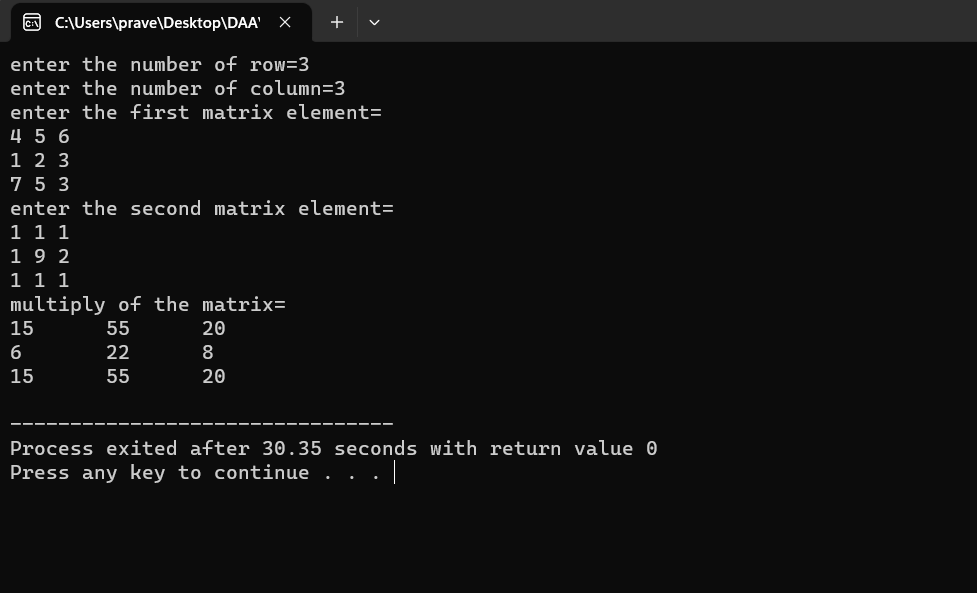 C:\Users\prave\Desktop\DAA\
enter the number of row=3
enter the number of column=3
enter the first matrix element=
4 5 6
1 2 3
7 5 3
enter the second matrix element=
1 1 1
1 9 2
1 1 1
multiply of the matrix=
15 55 20
6 22 8
15 55 20
--------------------------------
Process exited after 30.35 seconds with return value 0
Press any key to continue . . .